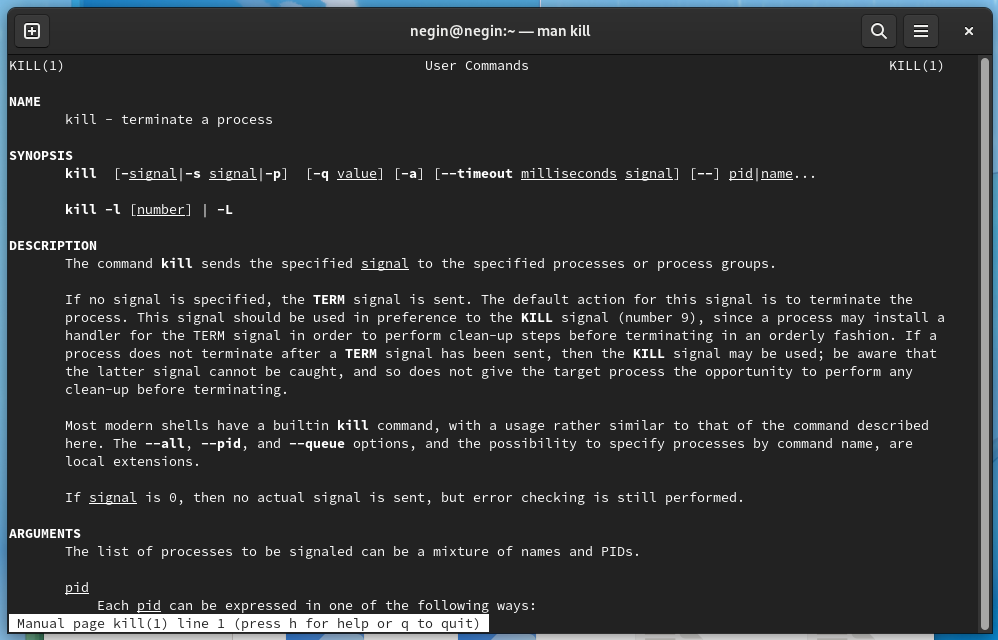 negin@negin:~ — man kill
KILL(1) User Commands KILL(1)
NAME
kill - terminate a process
SYNOPSIS
kill [-signal|-s signal|-p] [-q value] [-a] [--timeout milliseconds signal] [--] pid|name...
kill -l [number] | -L
DESCRIPTION
The command kill sends the specified signal to the specified processes or process groups.
If no signal is specified, the TERM signal is sent. The default action for this signal is to terminate the
process. This signal should be used in preference to the KILL signal (number 9), since a process may install a
handler for the TERM signal in order to perform clean-up steps before terminating in an orderly fashion. If a
process does not terminate after a TERM signal has been sent, then the KILL signal may be used; be aware that
the latter signal cannot be caught, and so does not give the target process the opportunity to perform any
clean-up before terminating.
Most modern shells have a builtin kill command, with a usage rather similar to that of the command described
here. The --all, --pid, and --queue options, and the possibility to specify processes by command name, are
local extensions.
If signal is 0, then no actual signal is sent, but error checking is still performed.
ARGUMENTS
The list of processes to be signaled can be a mixture of names and PIDs.
pid
Each pid can be expressed in one of the following ways:
Manual page kill(1) line 1 (press h for help or q to quit)